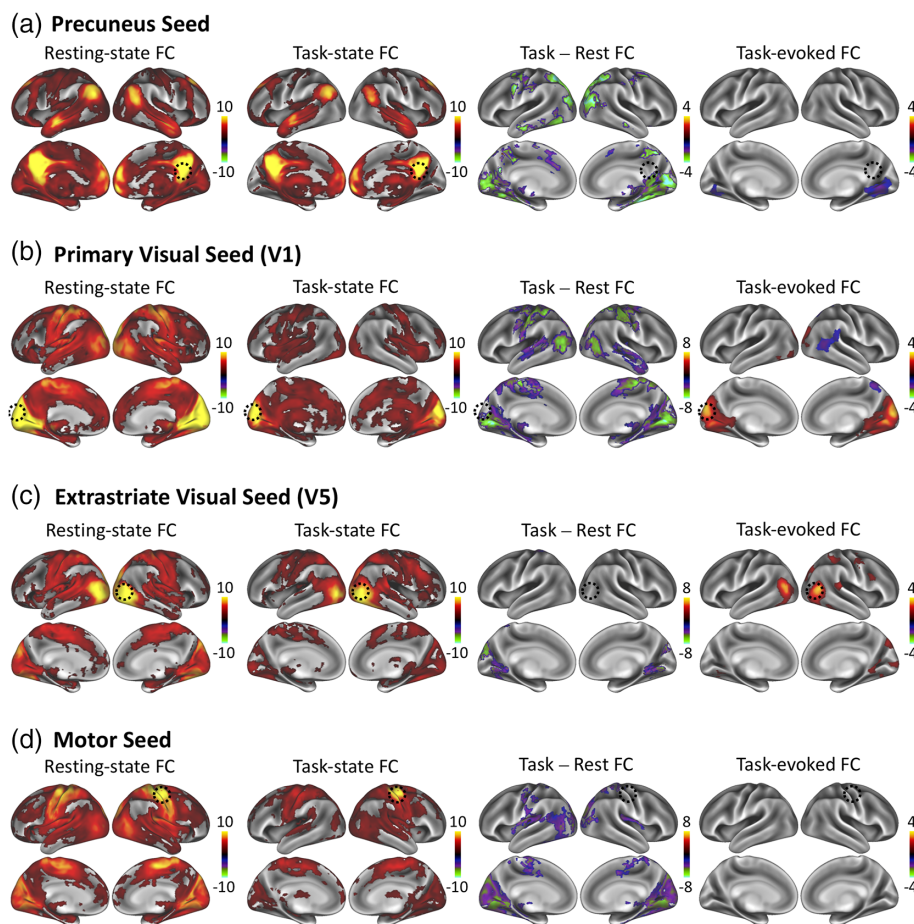 (a) Precuneus Seed
Resting-state FC Task-state FC Task – Rest FC Task-evoked FC
10 10 4 4
-10 -10 -4 -4
(b) Primary Visual Seed (V1)
Resting-state FC Task-state FC Task – Rest FC Task-evoked FC
10 10 8 4
-10 -10 -8 -4
(c) Extrastriate Visual Seed (V5)
Resting-state FC Task-state FC Task – Rest FC Task-evoked FC
10 10 8 4
-10 -10 -8 -4
(d) Motor Seed
Resting-state FC Task-state FC Task – Rest FC Task-evoked FC
10 10 8 4
-10 -10 -8 -4